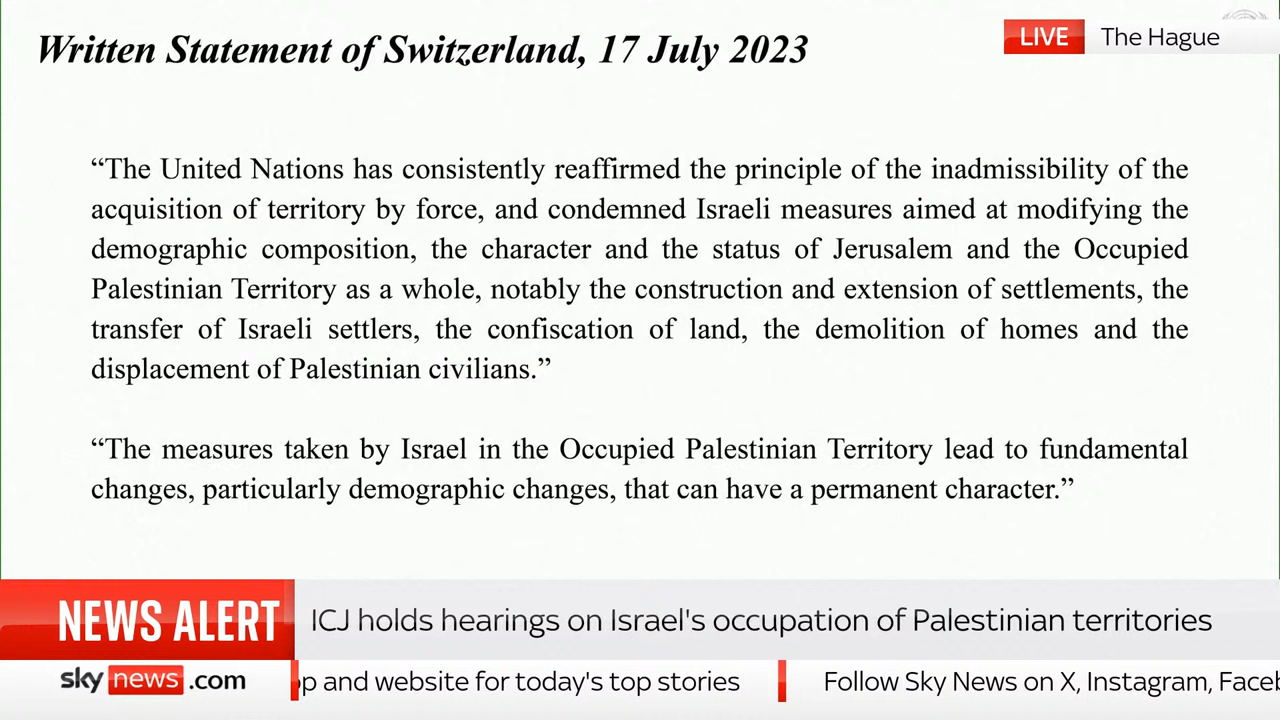 Written Statement of Switzerland, 17 July 2023
LIVE The Hague
“The United Nations has consistently reaffirmed the principle of the inadmissibility of the
acquisition of territory by force, and condemned Israeli measures aimed at modifying the
demographic composition, the character and the status of Jerusalem and the Occupied
Palestinian Territory as a whole, notably the construction and extension of settlements, the
transfer of Israeli settlers, the confiscation of land, the demolition of homes and the
displacement of Palestinian civilians.”
“The measures taken by Israel in the Occupied Palestinian Territory lead to fundamental
changes, particularly demographic changes, that can have a permanent character.”
NEWS ALERT ICJ holds hearings on Israel's occupation of Palestinian territories
sky news .com p and website for today's top stories Follow Sky News on X, Instagram, Faceb